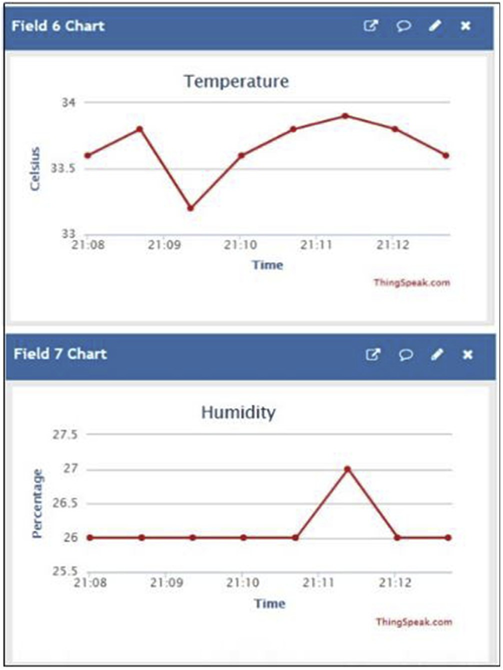 Field 6 Chart
Temperature
34
33.5
33
Celsius
21:08 21:09 21:10 21:11 21:12
Time
ThingSpeak.com
Field 7 Chart
Humidity
27.5
27
26.5
26
25.5
Percentage
21:08 21:09 21:10 21:11 21:12
Time
ThingSpeak.com